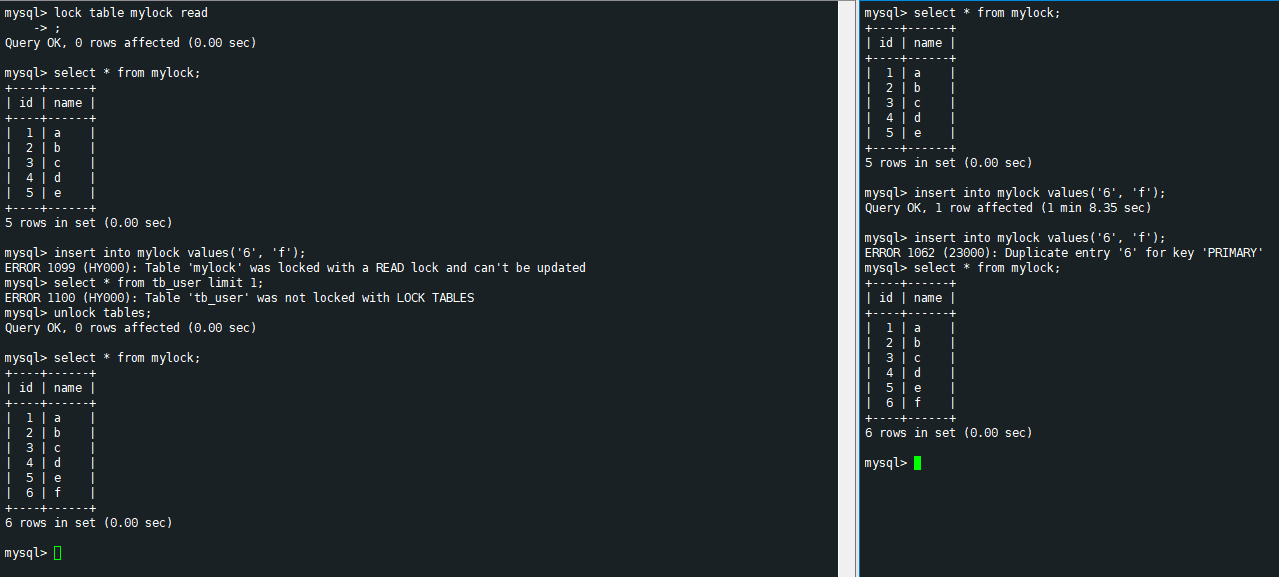 mysql> lock table mylock read
    -> ;
Query OK, 0 rows affected (0.00 sec)

mysql> select * from mylock;
+----+------+
| id | name |
+----+------+
|  1 | a    |
|  2 | b    |
|  3 | c    |
|  4 | d    |
|  5 | e    |
+----+------+
5 rows in set (0.00 sec)

mysql> insert into mylock values('6', 'f');
ERROR 1099 (HY000): Table 'mylock' was locked with a READ lock and can't be updated
mysql> select * from tb_user limit 1;
ERROR 1100 (HY000): Table 'tb_user' was not locked with LOCK TABLES
mysql> unlock tables;
Query OK, 0 rows affected (0.00 sec)

mysql> select * from mylock;
+----+------+
| id | name |
+----+------+
|  1 | a    |
|  2 | b    |
|  3 | c    |
|  4 | d    |
|  5 | e    |
|  6 | f    |
+----+------+
6 rows in set (0.00 sec)

mysql>
mysql> select * from mylock;
+----+------+
| id | name |
+----+------+
|  1 | a    |
|  2 | b    |
|  3 | c    |
|  4 | d    |
|  5 | e    |
+----+------+
5 rows in set (0.00 sec)

mysql> insert into mylock values('6', 'f');
Query OK, 1 row affected (1 min 8.35 sec)

mysql> insert into mylock values('6', 'f');
ERROR 1062 (23000): Duplicate entry '6' for key 'PRIMARY'
mysql> select * from mylock;
+----+------+
| id | name |
+----+------+
|  1 | a    |
|  2 | b    |
|  3 | c    |
|  4 | d    |
|  5 | e    |
|  6 | f    |
+----+------+
6 rows in set (0.00 sec)

mysql>